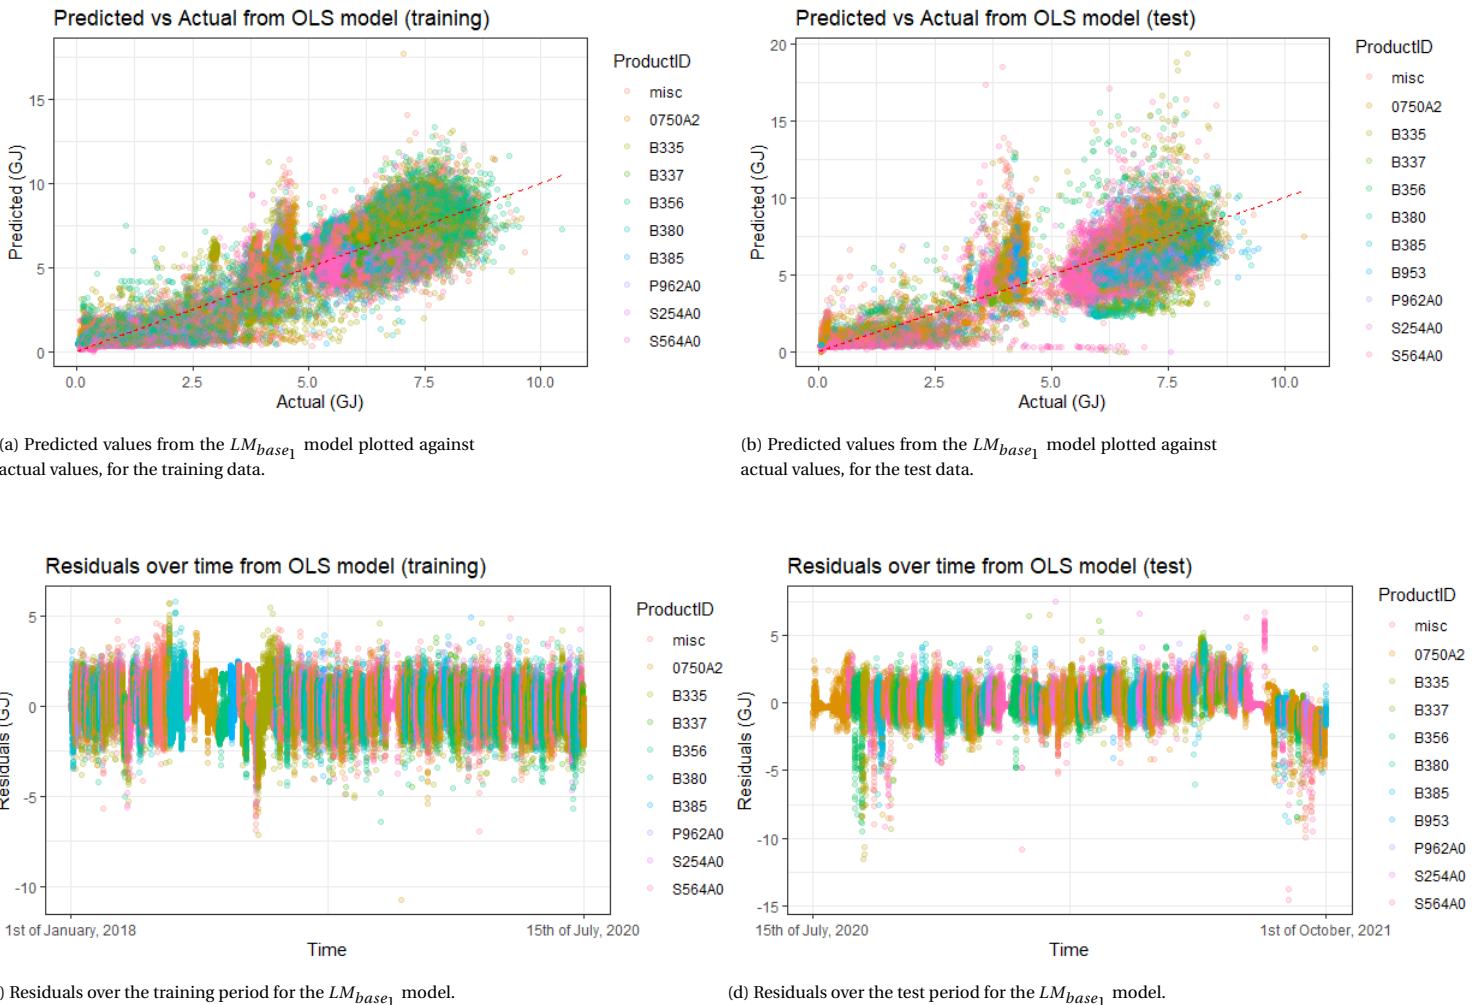 Predicted vs Actual from OLS model (training)
Predicted (GJ)
15
10
5
0
0.0 2.5 5.0 7.5 10.0
Actual (GJ)
ProductID
misc
0750A2
B335
B337
B356
B380
B385
P962A0
S254A0
S564A0
(a) Predicted values from the LM_base1 model plotted against
actual values, for the training data.
Predicted vs Actual from OLS model (test)
Predicted (GJ)
20
15
10
5
0
0.0 2.5 5.0 7.5 10.0
Actual (GJ)
ProductID
misc
0750A2
B335
B337
B356
B380
B385
B953
P962A0
S254A0
S564A0
(b) Predicted values from the LM_base1 model plotted against
actual values, for the test data.
Residuals over time from OLS model (training)
Residuals (GJ)
5
0
-5
-10
1st of January, 2018 15th of July, 2020
Time
ProductID
misc
0750A2
B335
B337
B356
B380
B385
P962A0
S254A0
S564A0
) Residuals over the training period for the LM_base1 model.
Residuals over time from OLS model (test)
Residuals (GJ)
5
0
-5
-10
-15
15th of July, 2020 1st of October, 2021
Time
ProductID
misc
0750A2
B335
B337
B356
B380
B385
B953
P962A0
S254A0
S564A0
(d) Residuals over the test period for the LM_base1 model.